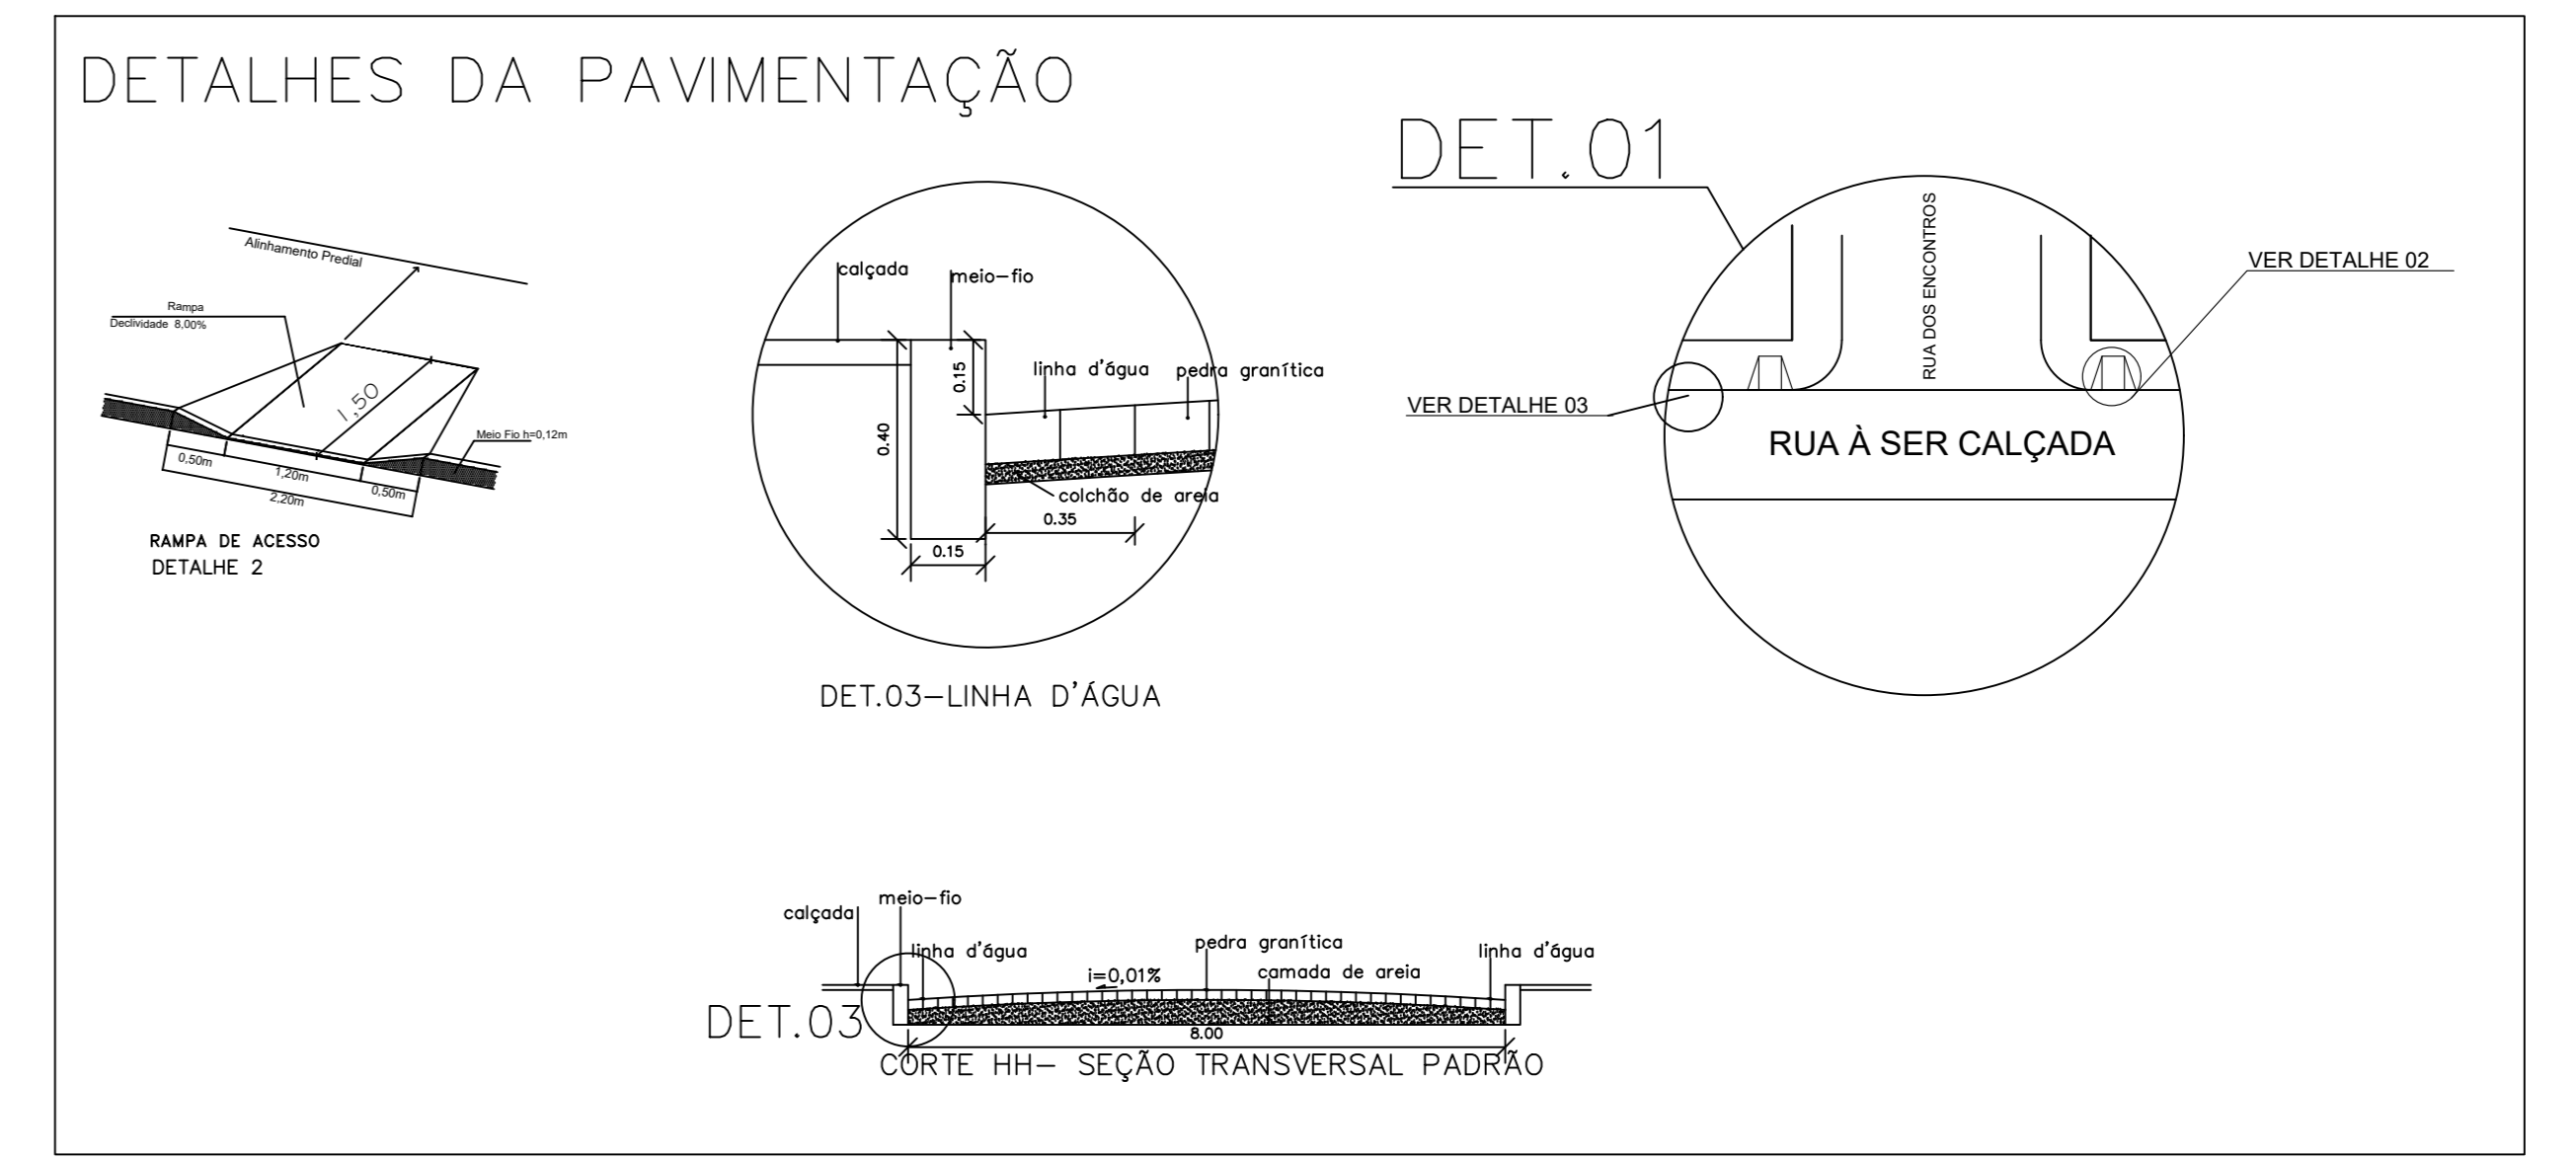 DETALHES DA PAVIMENTAÇÃO
Alinhamento Predial
Rampa
Declividade 8,00%
1,50
Meio Fio h=0,12m
0,50m
1,20m
0,50m
2,20m
RAMPA DE ACESSO
DETALHE 2
calçada
meio-fio
0.15
linha d'água
pedra granítica
0.40
colchão de areia
0.35
0.15
DET.03-LINHA D'ÁGUA
DET.01
RUA DOS ENCONTROS
VER DETALHE 02
VER DETALHE 03
RUA À SER CALÇADA
meio-fio
calçada
linha d'água
pedra granítica
linha d'água
i=0,01%
camada de areia
DET.03
8.00
CORTE HH- SEÇÃO TRANSVERSAL PADRÃO